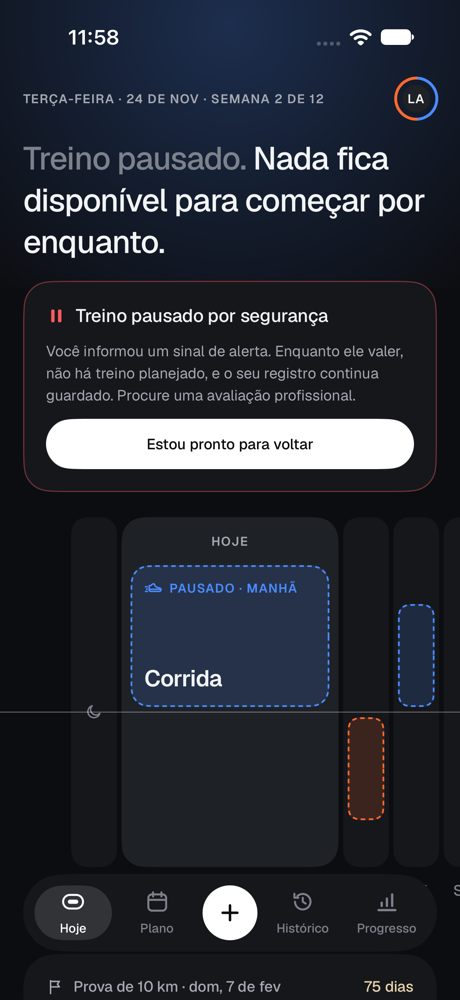 11:58
TERÇA-FEIRA · 24 DE NOV · SEMANA 2 DE 12
LA
Treino pausado. Nada fica
disponível para começar por
enquanto.
Treino pausado por segurança
Você informou um sinal de alerta. Enquanto ele valer,
não há treino planejado, e o seu registro continua
guardado. Procure uma avaliação profissional.
Estou pronto para voltar
HOJE
PAUSADO · MANHÃ
Corrida
Hoje
Plano
Histórico
Progresso
Prova de 10 km · dom, 7 de fev
75 dias